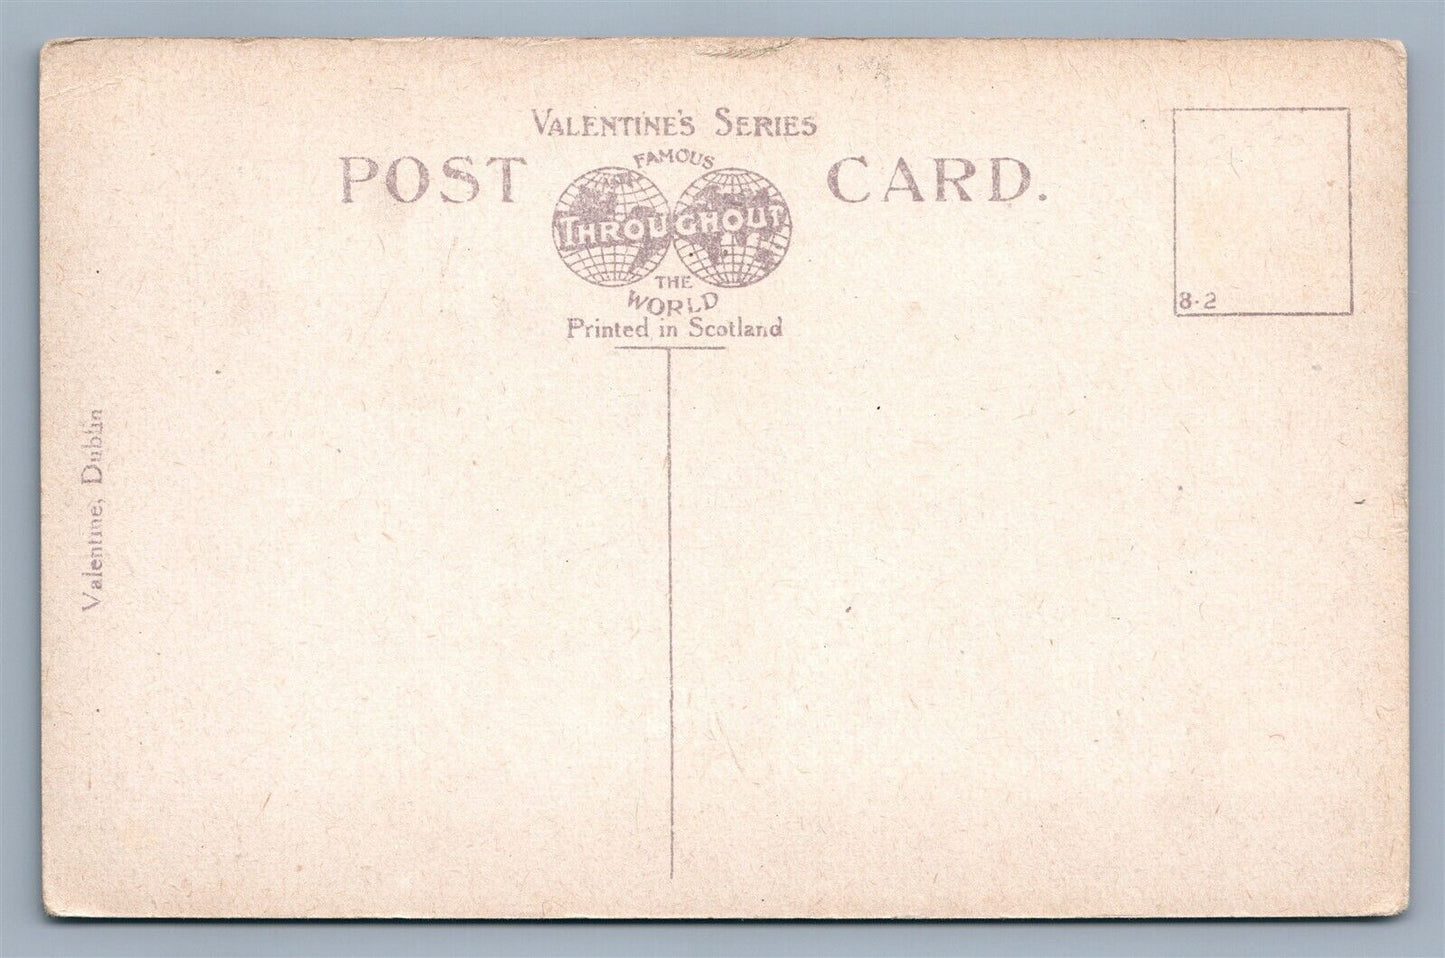 VALENTINE'S SERIES
POST CARD.
FAMOUS
THROUGHOUT
THE
WORLD
Printed in Scotland
8·2
Valentine, Dublin